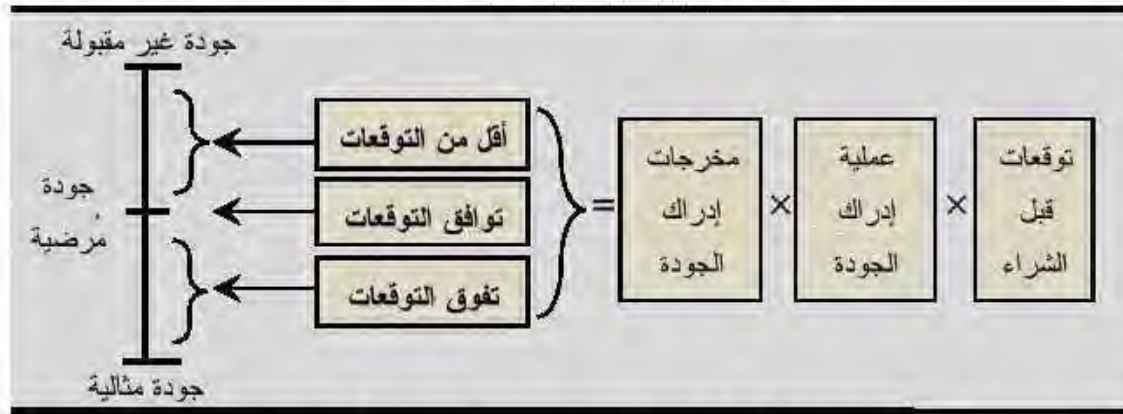 توقعات
قبل
الشراء
×
عملية
إدراك
الجودة
×
مخرجات
إدراك
الجودة
=
أقل من التوقعات
توافق التوقعات
تفوق التوقعات
جودة غير مقبولة
جودة
مُرضية
جودة مثالية